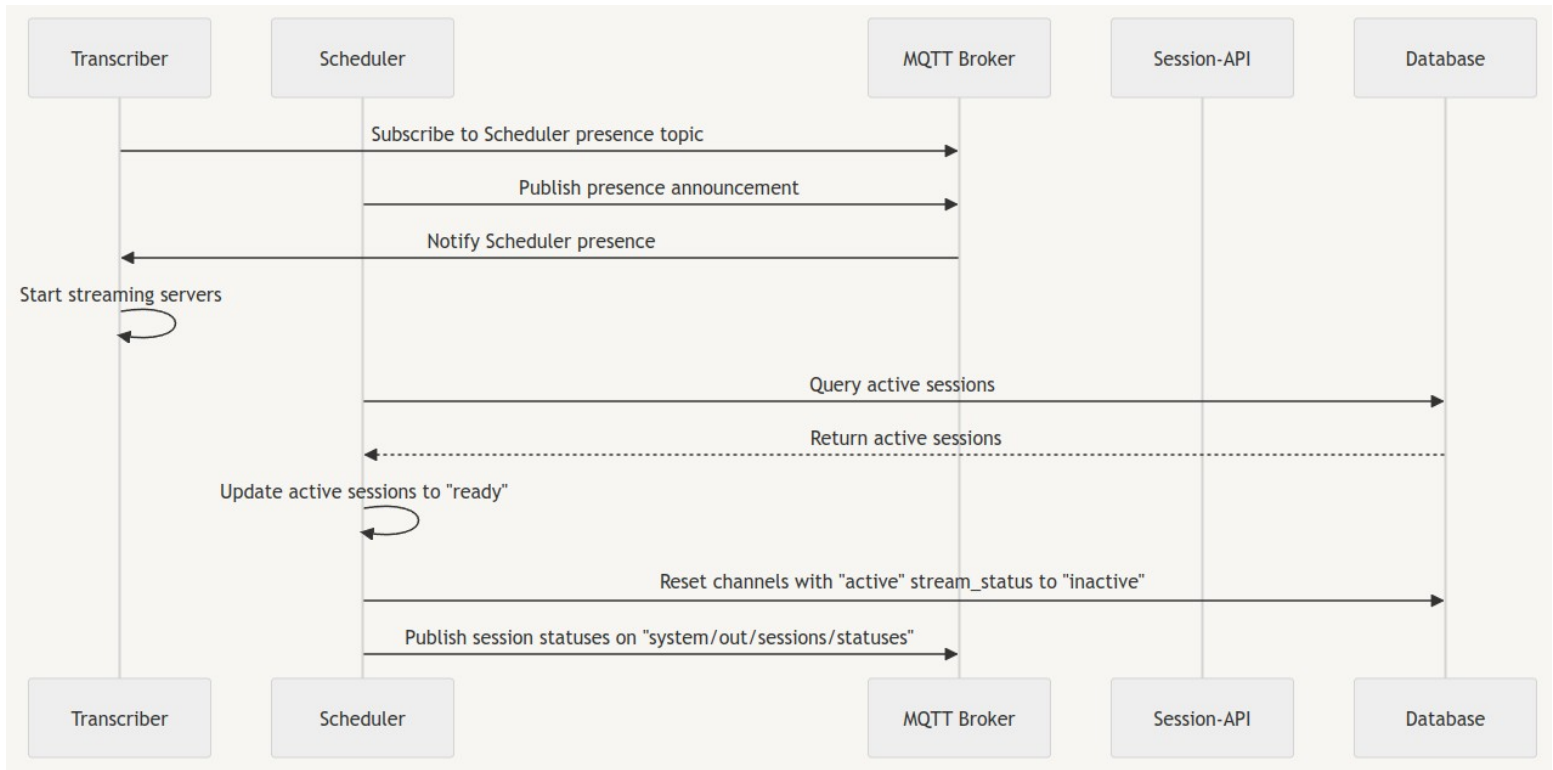 Transcriber
Scheduler
MQTT Broker
Session-API
Database
Subscribe to Scheduler presence topic
Publish presence announcement
Notify Scheduler presence
Start streaming servers
Query active sessions
Return active sessions
Update active sessions to "ready"
Reset channels with "active" stream_status to "inactive"
Publish session statuses on "system/out/sessions/statuses"
Transcriber
Scheduler
MQTT Broker
Session-API
Database